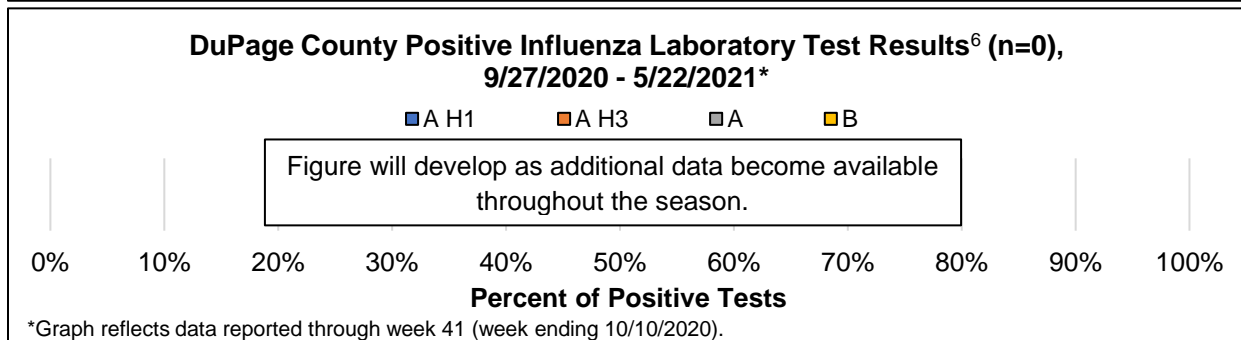 DuPage County Positive Influenza Laboratory Test Results⁶ (n=0),
9/27/2020 - 5/22/2021*
A H1 A H3 A B
Figure will develop as additional data become available
throughout the season.
0% 10% 20% 30% 40% 50% 60% 70% 80% 90% 100%
Percent of Positive Tests
*Graph reflects data reported through week 41 (week ending 10/10/2020).